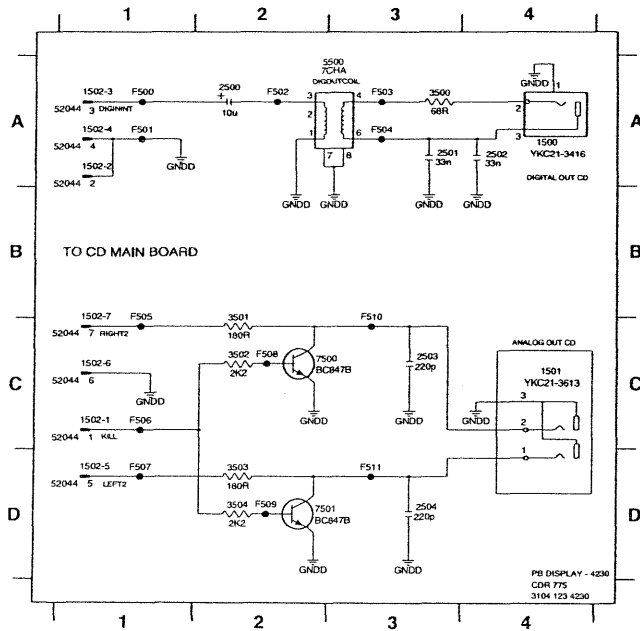 1 2 3 4
A A
B B
C C
D D
5500
7CHA
DIGOUTCOIL
1502-3 F500
52044 3 DIGININT
2500
+
10u
F502
3 4
2
1 6
7 8
F503
3500
68R
F504
GNDD 1
2
3
1500
YKC21-3416
DIGITAL OUT CD
1502-4 F501
52044 4
GNDD
1502-2
52044 2
2501
33n
2502
33n
GNDD GNDD GNDD GNDD
TO CD MAIN BOARD
1502-7 F505
52044 7 RIGHT2
3501
180R
F510
3502 F508
2K2
7500
BC847B
2503
220p
ANALOG OUT CD
1501
YKC21-3613
1502-6
52044 6
GNDD
GNDD GNDD GNDD
3
2
1
1502-1 F506
52044 1 KILL
1502-5 F507
52044 5 LEFT2
3503
180R
F511
3504 F509
2K2
7501
BC847B
2504
220p
GNDD GNDD
PB DISPLAY - 4230
CDR 775
3104 123 4230
1 2 3 4